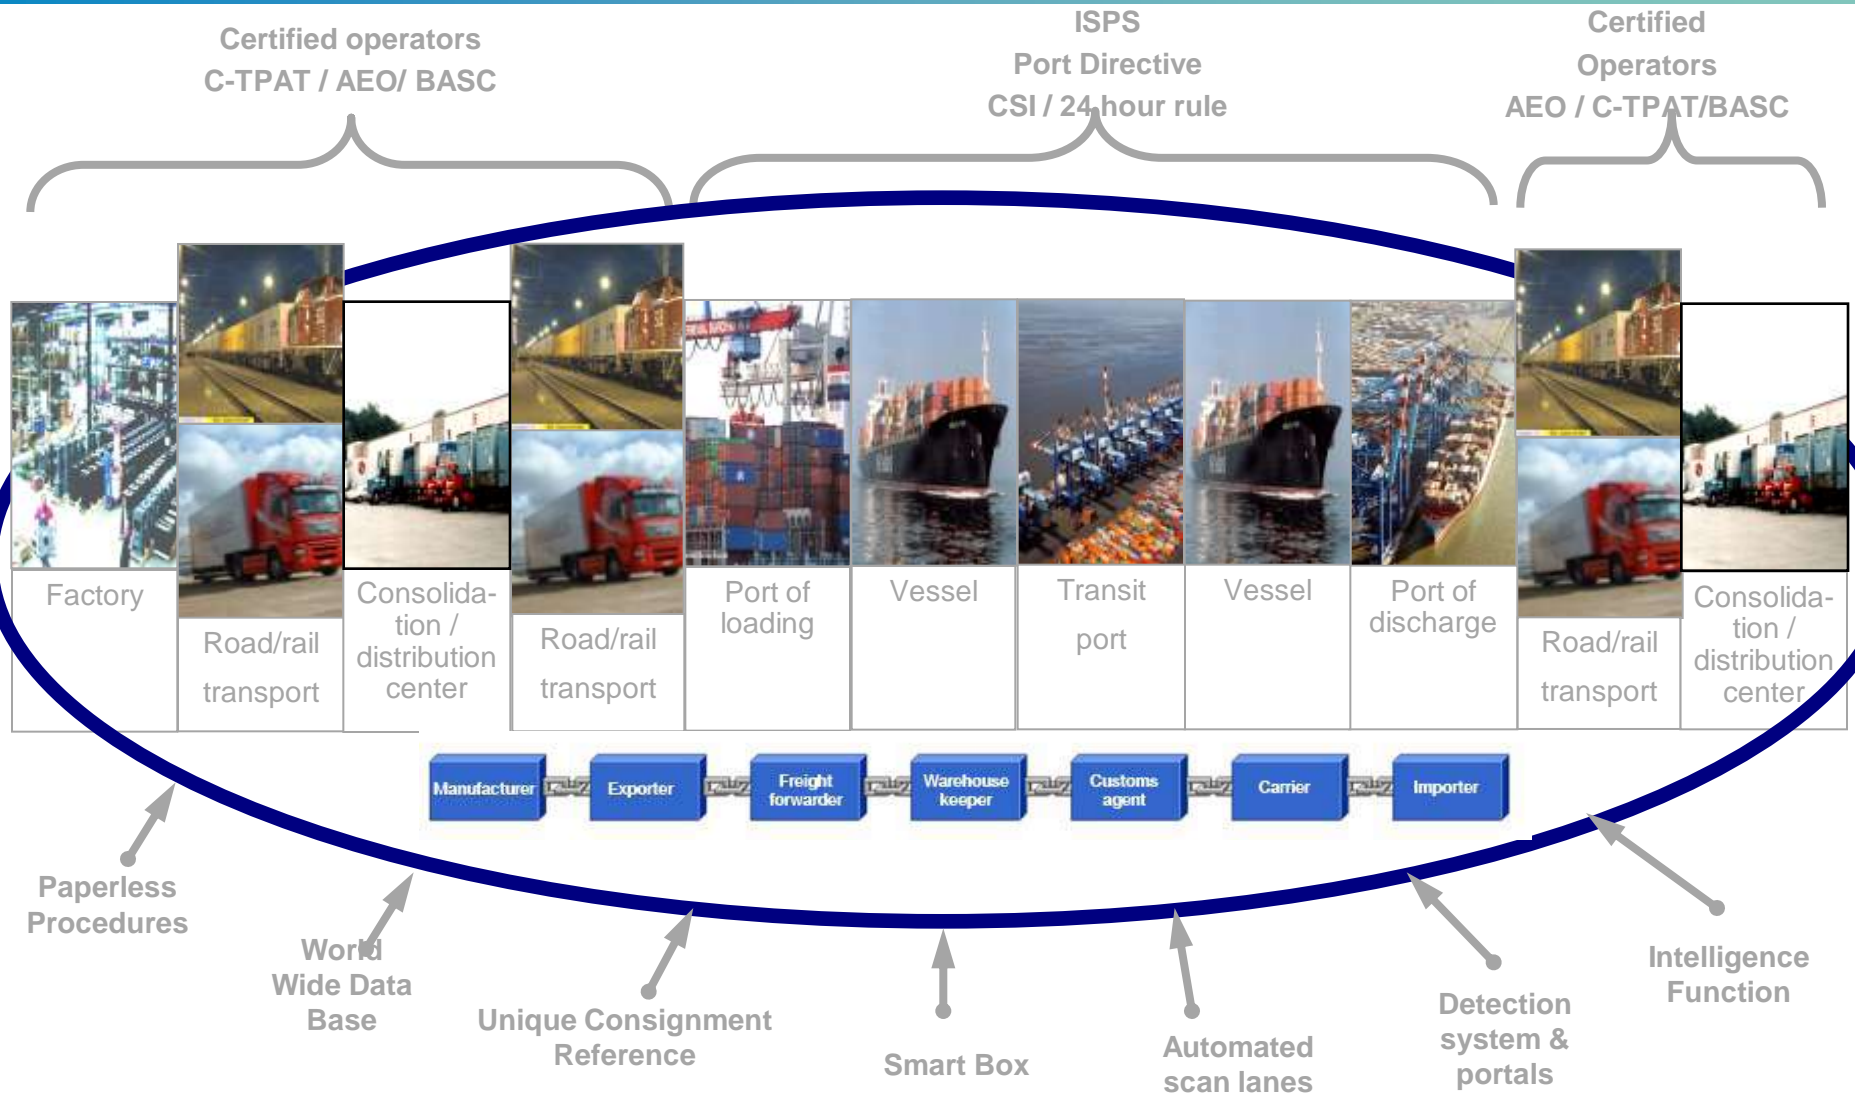 Certified operators
C-TPAT / AEO/ BASC
ISPS
Port Directive
CSI / 24 hour rule
Certified
Operators
AEO / C-TPAT/BASC
Factory
Road/rail
transport
Consolida-
tion /
distribution
center
Road/rail
transport
Port of
loading
Vessel
Transit
port
Vessel
Port of
discharge
Road/rail
transport
Consolida-
tion /
distribution
center
Manufacturer
Exporter
Freight
forwarder
Warehouse
keeper
Customs
agent
Carrier
Importer
Paperless
Procedures
World
Wide Data
Base
Unique Consignment
Reference
Smart Box
Automated
scan lanes
Detection
system &
portals
Intelligence
Function